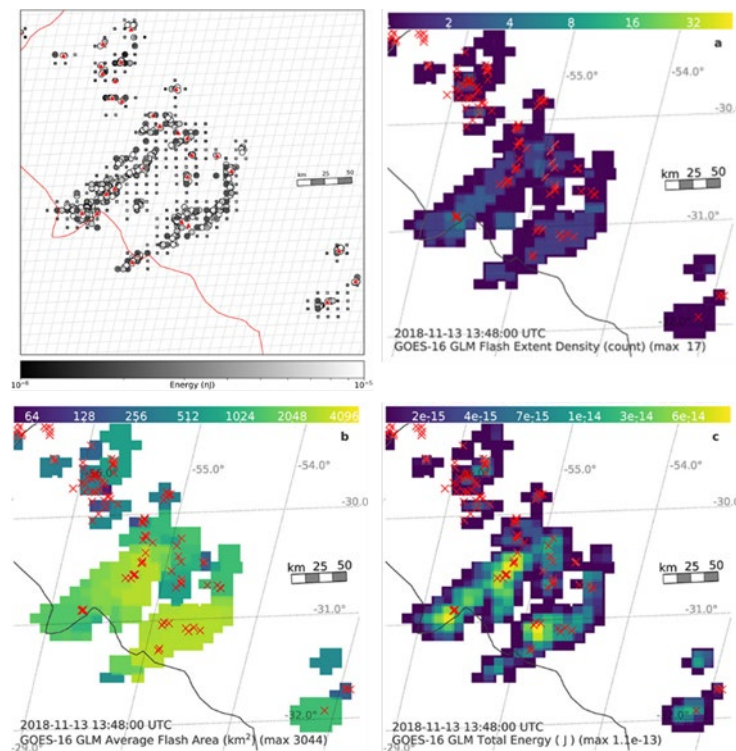 km 25 50
10⁻⁸ 10⁻⁵
Energy (nJ)
1 2 4 8 16 32
a
-55.0° -54.0°
-30.
km 25 50
-31.0°
2018-11-13 13:48:00 UTC
GOES-16 GLM Flash Extent Density (count) (max 17)
64 128 256 512 1024 2048 4096
b
-54.0°
-55.0°
-30.0
km 25 50
-31.0°
2018-11-13 13:48:00 UTC -32.0°
-29.0
GOES-16 GLM Average Flash Area (km²) (max 3044)
2e-15 4e-15 7e-15 1e-14 3e-14 6e-14
c
-54.0°
-55.0°
-30.0
km 25 50
-31.0°
2018-11-13 13:48:00 UTC
-29.0
GOES-16 GLM Total Energy ( J ) (max 1.1e-13)